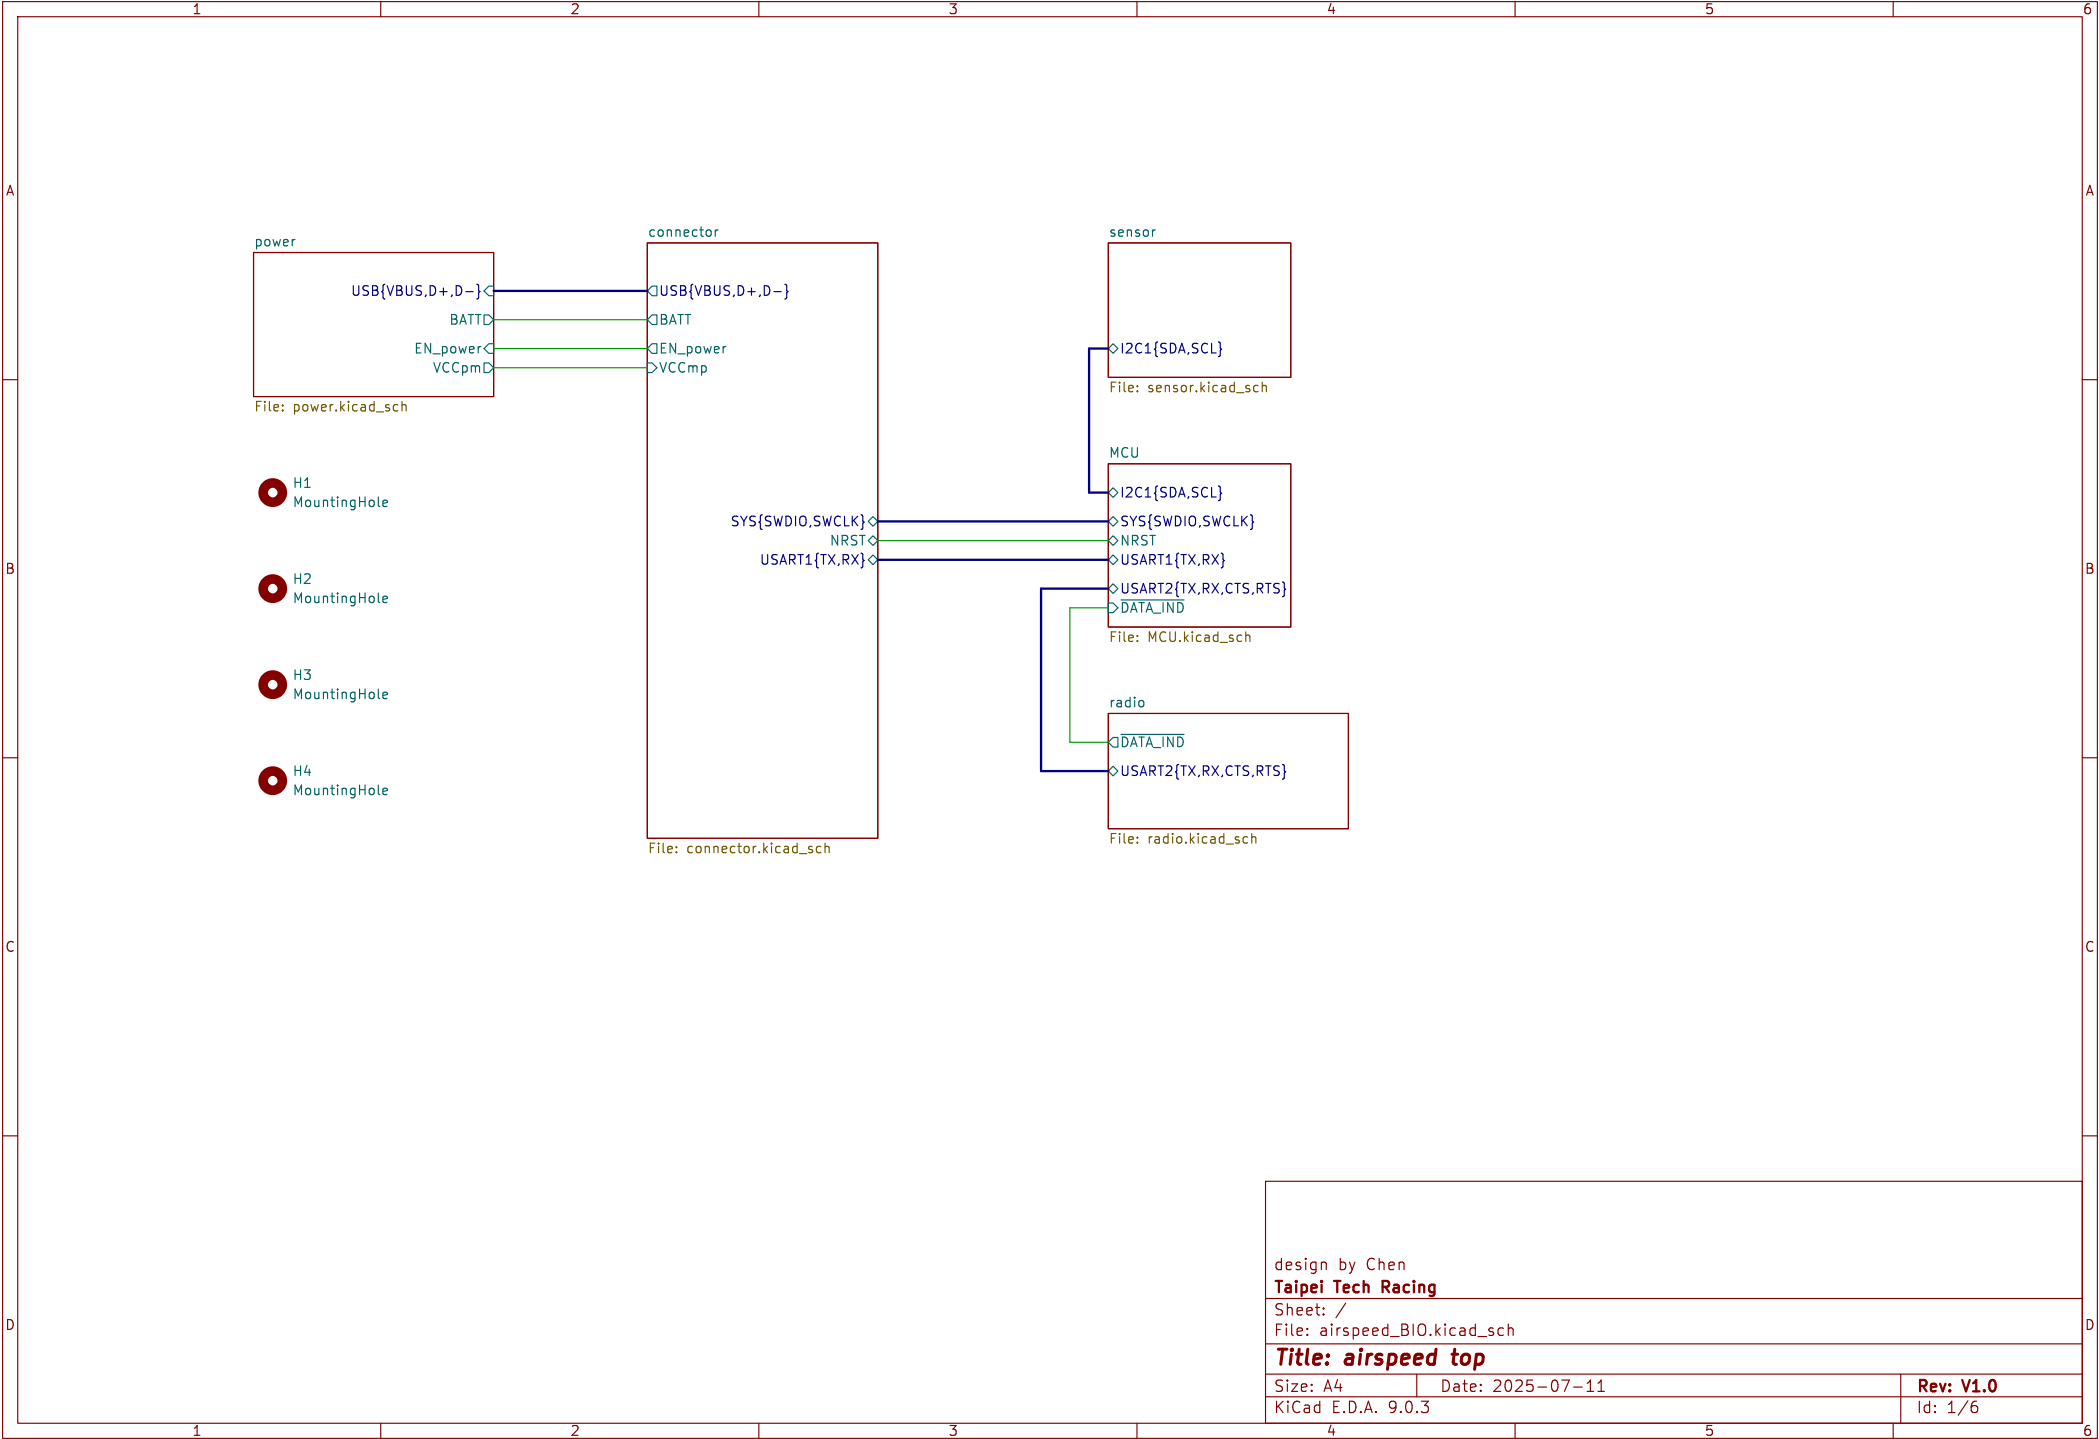 1 2 3 4 5 6
A A
B B
C C
D D
power
USB{VBUS,D+,D-}
BATT
EN_power
VCCpm
File: power.kicad_sch
H1
MountingHole
H2
MountingHole
H3
MountingHole
H4
MountingHole
connector
USB{VBUS,D+,D-}
BATT
EN_power
VCCmp
SYS{SWDIO,SWCLK}
NRST
USART1{TX,RX}
File: connector.kicad_sch
sensor
I2C1{SDA,SCL}
File: sensor.kicad_sch
MCU
I2C1{SDA,SCL}
SYS{SWDIO,SWCLK}
NRST
USART1{TX,RX}
USART2{TX,RX,CTS,RTS}
DATA_IND
File: MCU.kicad_sch
radio
DATA_IND
USART2{TX,RX,CTS,RTS}
File: radio.kicad_sch
design by Chen
Taipei Tech Racing
Sheet: /
File: airspeed_BIO.kicad_sch
Title: airspeed top
Size: A4 Date: 2025-07-11 Rev: V1.0
KiCad E.D.A. 9.0.3 Id: 1/6
1 2 3 4 5 6